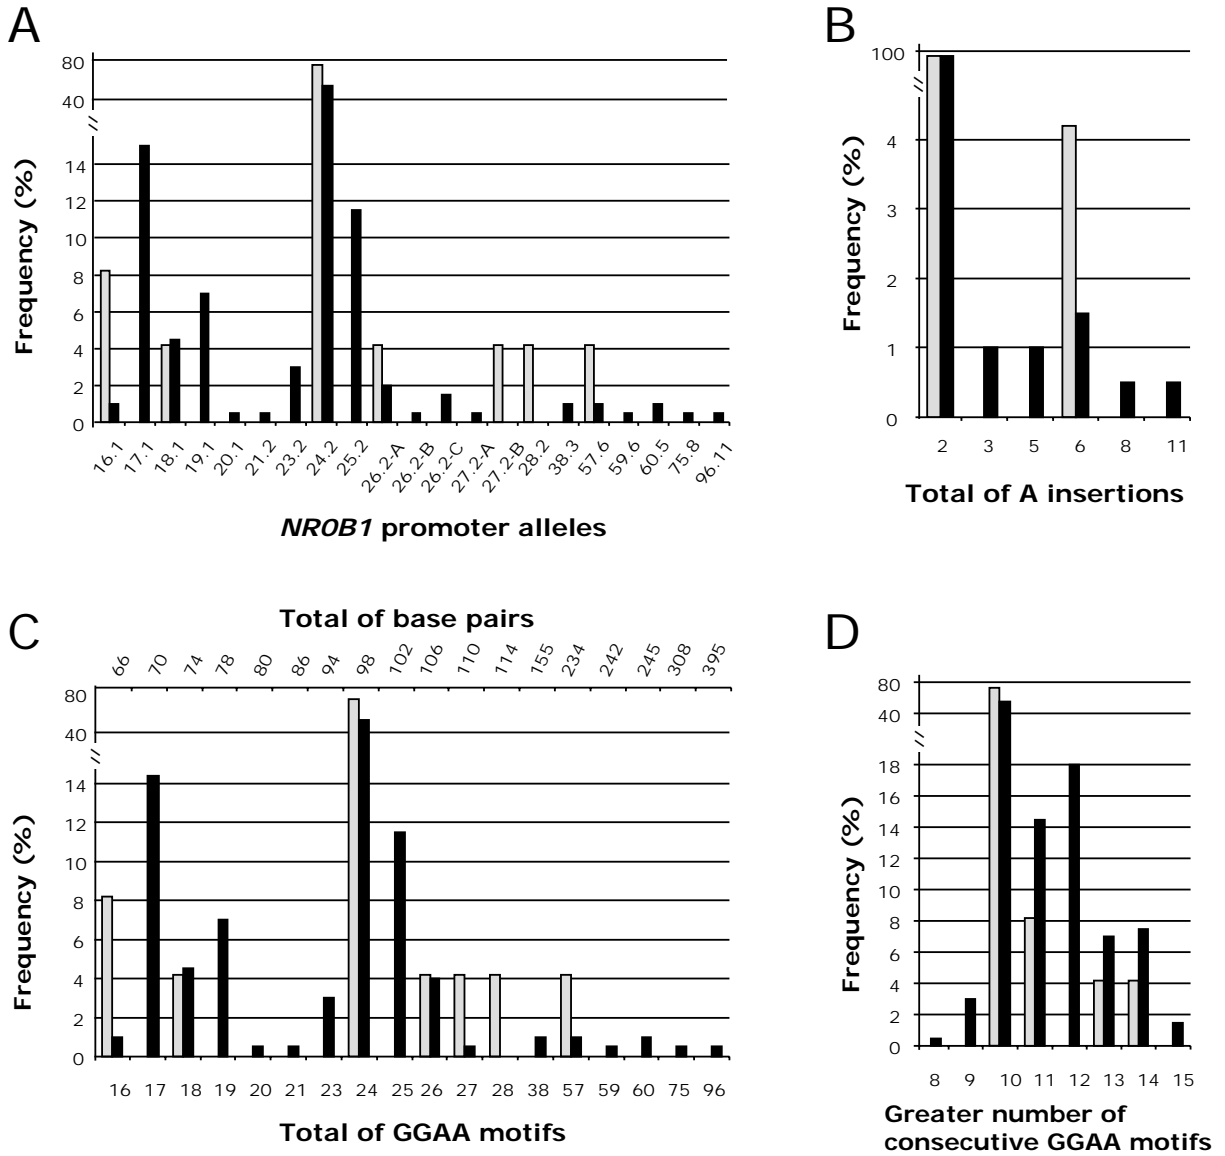 A
Frequency (%)
80
40
14
12
10
8
6
4
2
0
16.1 17.1 18.1 19.1 20.1 21.2 23.2 24.2 25.2 26.2-A 26.2-B 26.2-C 27.2-A 27.2-B 28.2 38.3 57.6 59.6 60.5 75.8 96.11
NR0B1 promoter alleles
B
Frequency (%)
100
4
3
2
1
0
2 3 5 6 8 11
Total of A insertions
C
Total of base pairs
66 70 74 78 80 86 94 98 102 106 110 114 155 234 242 245 308 395
Frequency (%)
80
40
14
12
10
8
6
4
2
0
16 17 18 19 20 21 23 24 25 26 27 28 38 57 59 60 75 96
Total of GGAA motifs
D
Frequency (%)
80
40
18
16
14
12
10
8
6
4
2
0
8 9 10 11 12 13 14 15
Greater number of
consecutive GGAA motifs